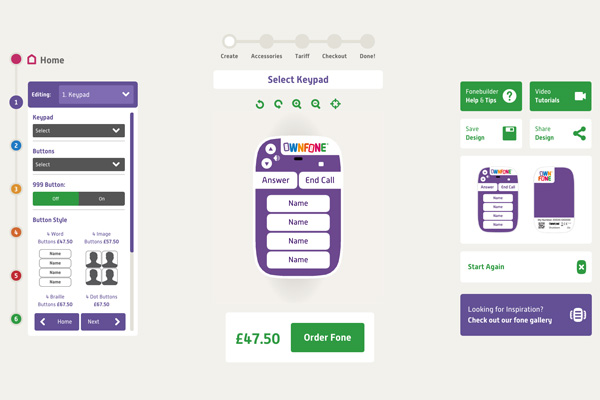 Home
1
Editing:
1. Keypad
Keypad
Select
2
Buttons
Select
3
999 Button:
Off
On
4
Button Style
4 Word
Buttons £47.50
4 Image
Buttons £57.50
Name
Name
Name
Name
5
4 Braille
Buttons £67.50
4 Dot Buttons
£67.50
6
Home
Next
Create
Accessories
Tariff
Checkout
Done!
Select Keypad
OWNFONE
Answer
End Call
Name
Name
Name
Name
£47.50
Order Fone
Fonebuilder
Help & Tips
?
Video
Tutorials
Save
Design
Share
Design
OWNFONE
Answer
End Call
Name
Name
Name
Name
OWN
FONE
Start Again
Looking for Inspiration?
Check out our fone gallery